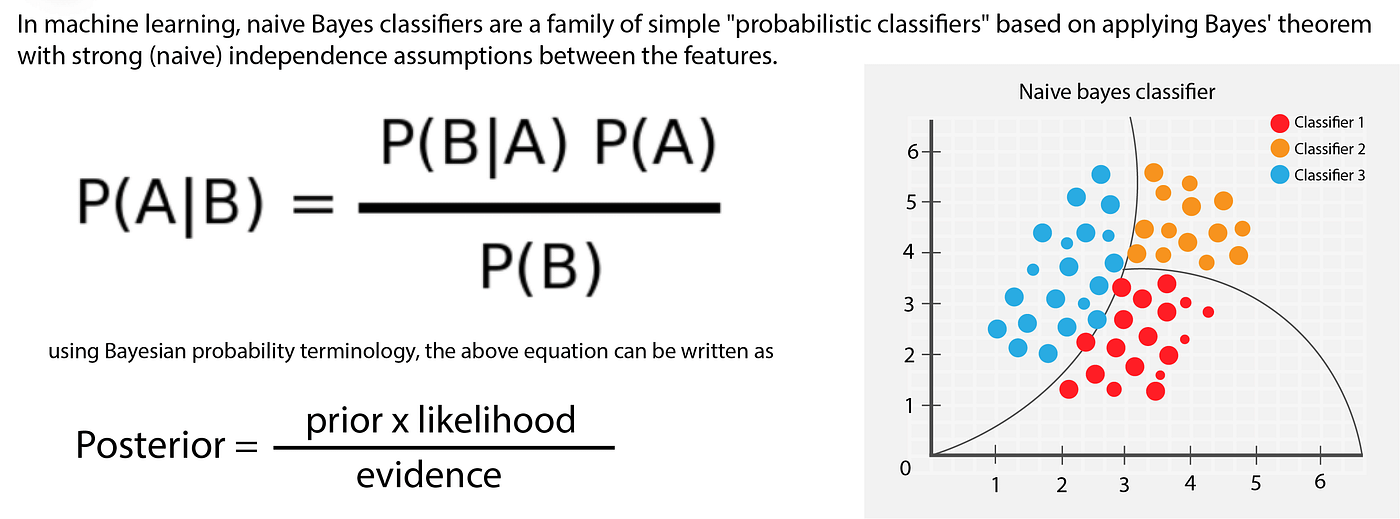 In machine learning, naive Bayes classifiers are a family of simple "probabilistic classifiers" based on applying Bayes' theorem
with strong (naive) independence assumptions between the features.
P(A|B) = P(B|A) P(A)
P(B)
using Bayesian probability terminology, the above equation can be written as
Posterior = prior x likelihood
evidence
Naive bayes classifier
Classifier 1
Classifier 2
Classifier 3
6
5
4
3
2
1
0
1 2 3 4 5 6